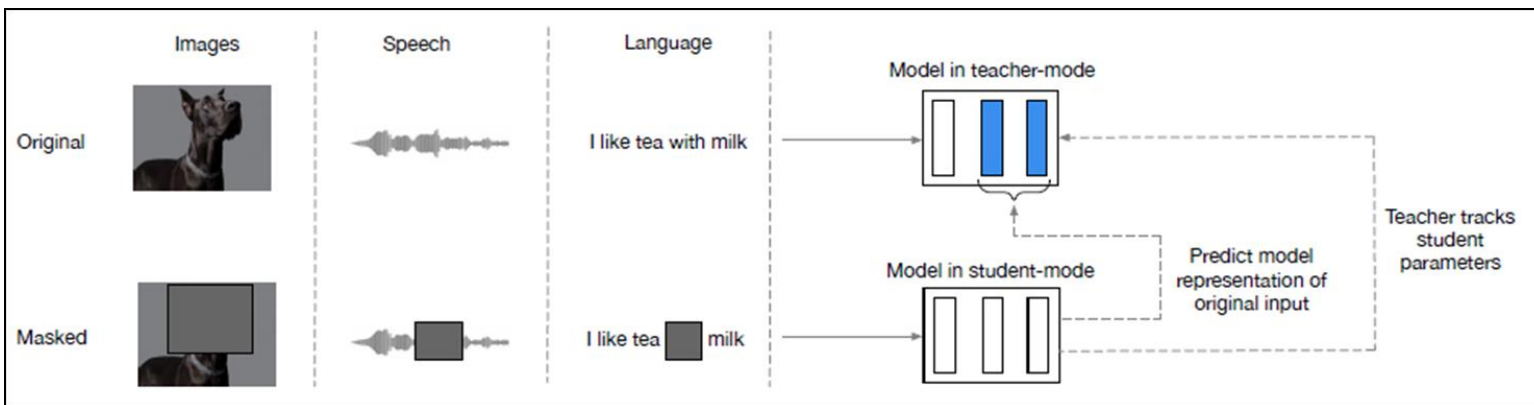 Images
Speech
Language
Model in teacher-mode
Original
I like tea with milk
Teacher tracks
student
parameters
Predict model
representation of
original input
Model in student-mode
Masked
I like tea milk